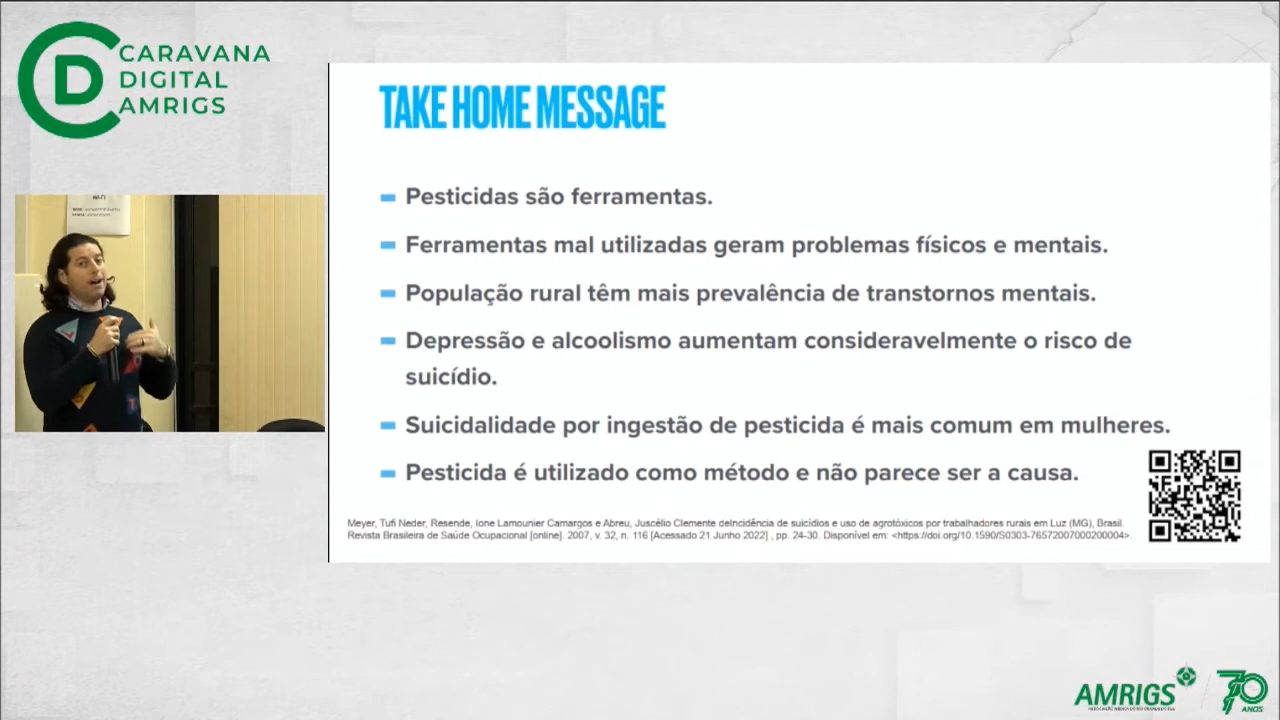 CARAVANA
DIGITAL
AMRIGS
TAKE HOME MESSAGE
Pesticidas são ferramentas.
Ferramentas mal utilizadas geram problemas físicos e mentais.
População rural têm mais prevalência de transtornos mentais.
Depressão e alcoolismo aumentam consideravelmente o risco de
suicídio.
Suicidalidade por ingestão de pesticida é mais comum em mulheres.
Pesticida é utilizado como método e não parece ser a causa.
Meyer, Tufi Neder, Resende, Ione Lamounier Camargos e Abreu, Juscélio Clemente deIncidência de suicídios e uso de agrotóxicos por trabalhadores rurais em Luz (MG), Brasil.
Revista Brasileira de Saúde Ocupacional [online]. 2007, v. 32, n. 116 [Acessado 21 Junho 2022] , pp. 24-30. Disponível em: <https://doi.org/10.1590/S0303-76572007000200004>.
AMRIGS
70
ANOS